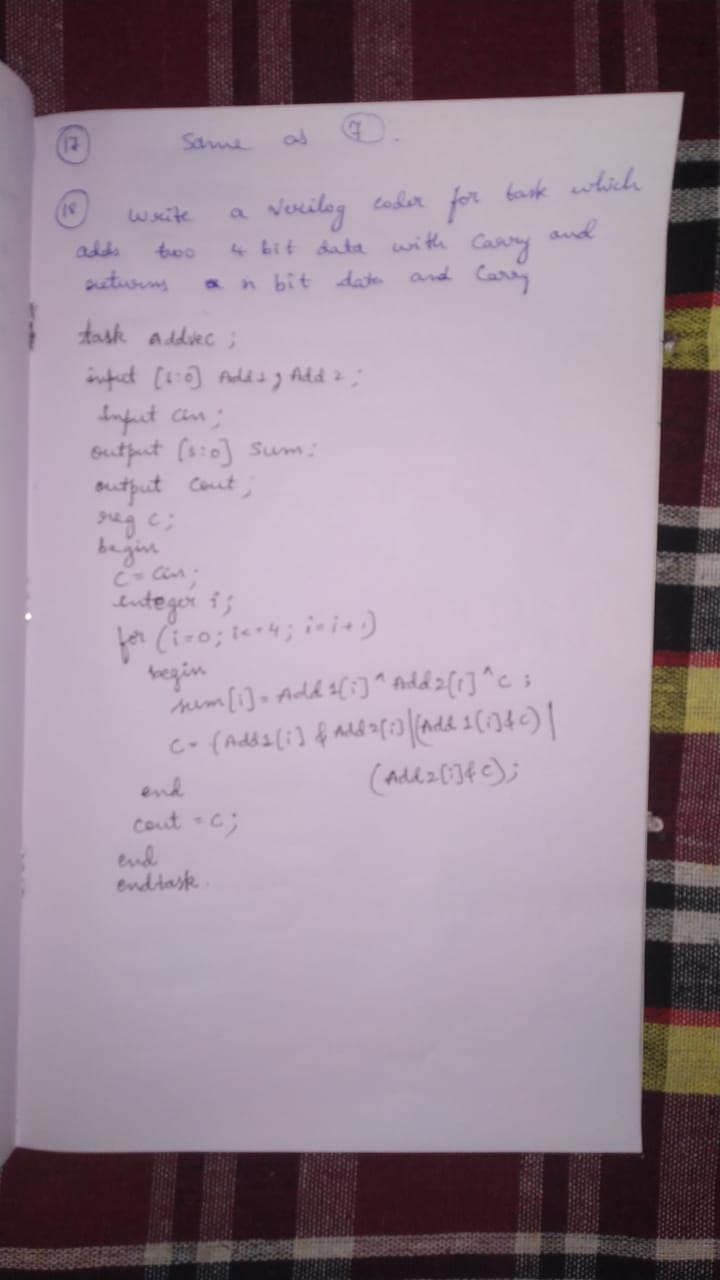 17 Same as 7.
18 Write a Verilog coder for task which
adds two 4 bit data with Carry and
returns a n bit data and Carry
task addvec;
input [3:0] Add1, Add2;
Input cin;
output [3:0] sum;
output cout;
reg c;
begin
c = cin;
integer i;
for (i=0; i<=4; i=i+1)
begin
sum[i] = Add1[i] ^ Add2[i] ^ c;
c = (Add1[i] & Add2[i] | (Add1[i] & c) |
(Add2[i] & c);
end
cout = c;
end
endtask.